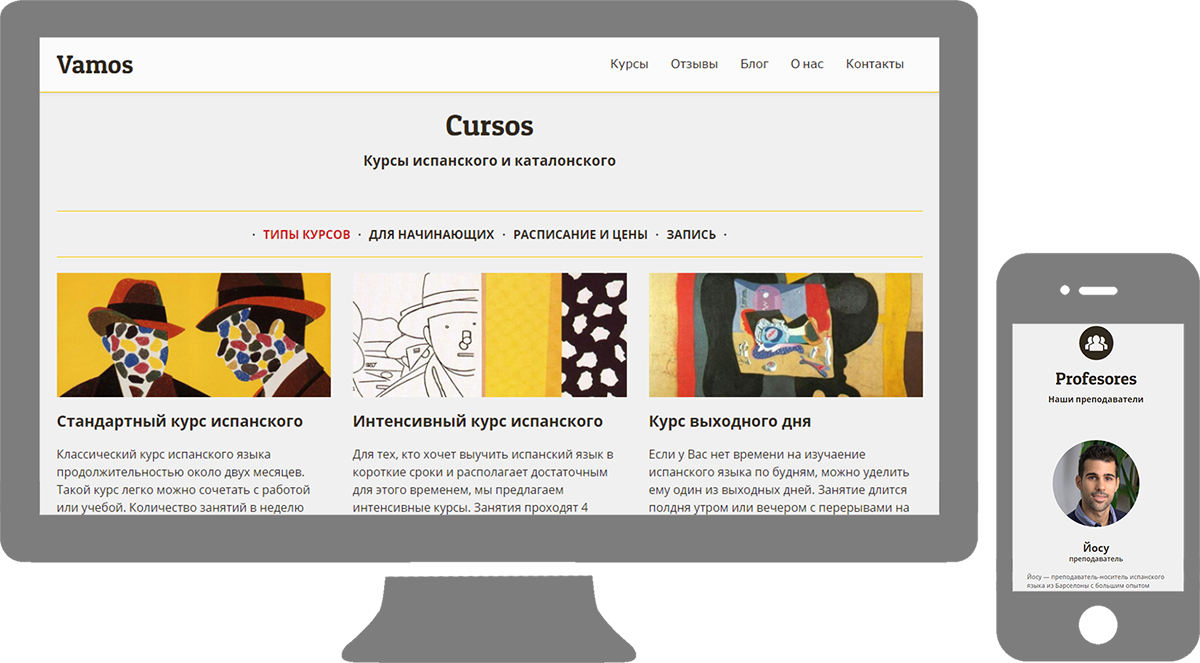 Vamos
Курсы Отзывы Блог О нас Контакты
Cursos
Курсы испанского и каталонского
· ТИПЫ КУРСОВ · ДЛЯ НАЧИНАЮЩИХ · РАСПИСАНИЕ И ЦЕНЫ · ЗАПИСЬ ·
Стандартный курс испанского
Классический курс испанского языка
продолжительностью около двух месяцев.
Такой курс легко можно сочетать с работой
или учебой. Количество занятий в неделю
Интенсивный курс испанского
Для тех, кто хочет выучить испанский язык в
короткие сроки и располагает достаточным
для этого временем, мы предлагаем
интенсивные курсы. Занятия проходят 4
Курс выходного дня
Если у Вас нет времени на изучаение
испанского языка по будням, можно уделить
ему один из выходных дней. Занятие длится
полдня утром или вечером с перерывами на
Profesores
Наши преподаватели
Йосу
преподаватель
Йосу — преподаватель-носитель испанского
языка из Барселоны с большим опытом